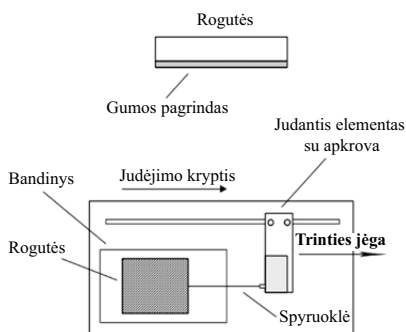 Rogutės
Gumos pagrindas
Judantis elementas
su apkrova
Judėjimo kryptis
Bandinys
Trinties jėga
Rogutės
Spyruoklė